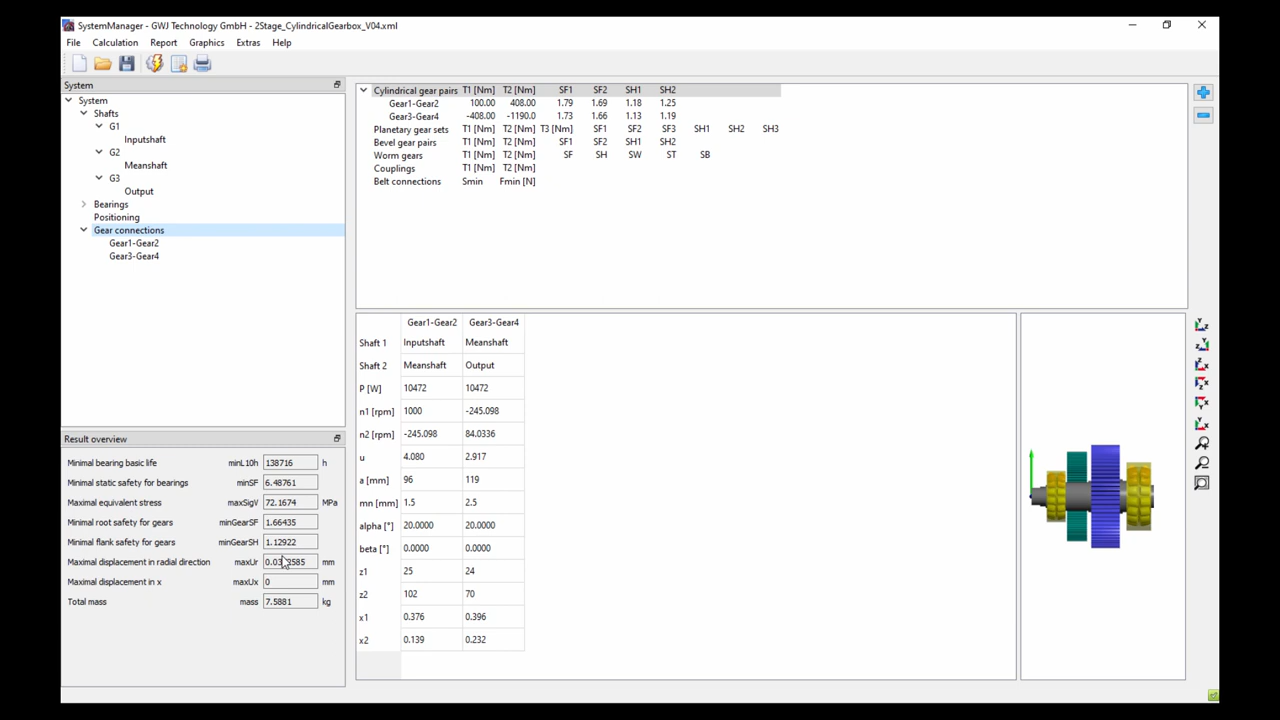 SystemManager - GWJ Technology GmbH - 2Stage_CylindricalGearbox_V04.xml
File Calculation Report Graphics Extras Help
System
System
Shafts
G1
Inputshaft
G2
Meanshaft
G3
Output
Bearings
Positioning
Gear connections
Gear1-Gear2
Gear3-Gear4
Result overview
Minimal bearing basic life minL10h 138716 h
Minimal static safety for bearings minSF 6.48761
Maximal equivalent stress maxSigV 72.1674 MPa
Minimal root safety for gears minGearSF 1.66435
Minimal flank safety for gears minGearSH 1.12922
Maximal displacement in radial direction maxUr mm
Maximal displacement in x maxUx 0 mm
Total mass mass 7.5881 kg
Cylindrical gear pairs T1 [Nm] T2 [Nm] SF1 SF2 SH1 SH2
Gear1-Gear2 100.00 408.00 1.79 1.69 1.18 1.25
Gear3-Gear4 -408.00 -1190.0 1.73 1.66 1.13 1.19
Planetary gear sets T1 [Nm] T2 [Nm] T3 [Nm] SF1 SF2 SF3 SH1 SH2 SH3
Bevel gear pairs T1 [Nm] T2 [Nm] SF1 SF2 SH1 SH2
Worm gears T1 [Nm] T2 [Nm] SF SH SW ST SB
Couplings T1 [Nm] T2 [Nm]
Belt connections Smin Fmin [N]
Gear1-Gear2 Gear3-Gear4
Shaft 1 Inputshaft Meanshaft
Shaft 2 Meanshaft Output
P [W] 10472 10472
n1 [rpm] 1000 -245.098
n2 [rpm] -245.098 84.0336
u 4.080 2.917
a [mm] 96 119
mn [mm] 1.5 2.5
alpha [°] 20.0000 20.0000
beta [°] 0.0000 0.0000
z1 25 24
z2 102 70
x1 0.376 0.396
x2 0.139 0.232